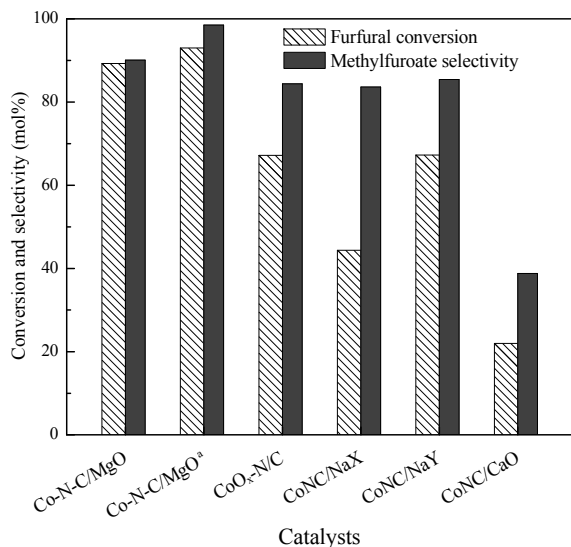 100
80
60
40
20
0
Conversion and selectivity (mol%)
Furfural conversion
Methylfuroate selectivity
Co-N-C/MgO
Co-N-C/MgOᵃ
CoOₓ-N/C
CoNC/NaX
CoNC/NaY
CoNC/CaO
Catalysts